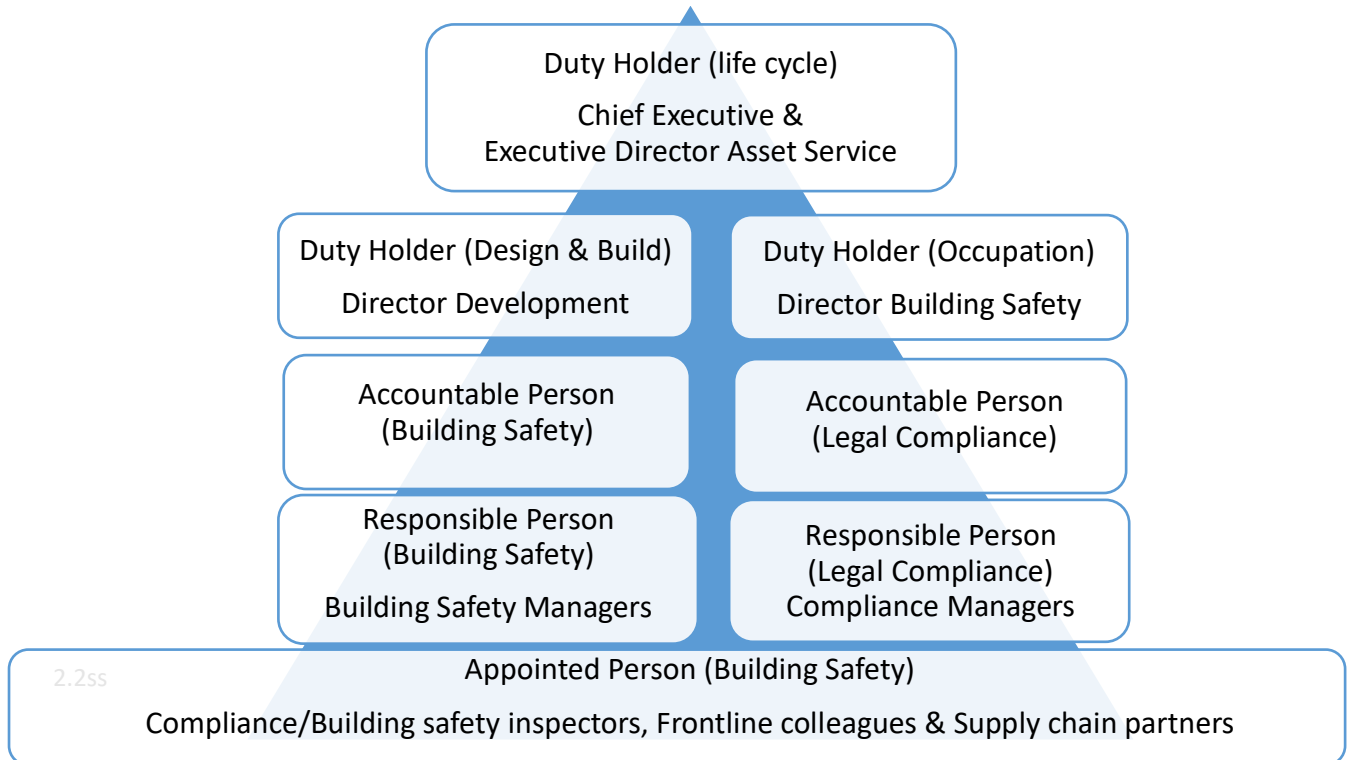 Duty Holder (life cycle)
Chief Executive &
Executive Director Asset Service
Duty Holder (Design & Build)
Director Development
Duty Holder (Occupation)
Director Building Safety
Accountable Person
(Building Safety)
Accountable Person
(Legal Compliance)
Responsible Person
(Building Safety)
Building Safety Managers
Responsible Person
(Legal Compliance)
Compliance Managers
2.2ss
Appointed Person (Building Safety)
Compliance/Building safety inspectors, Frontline colleagues & Supply chain partners